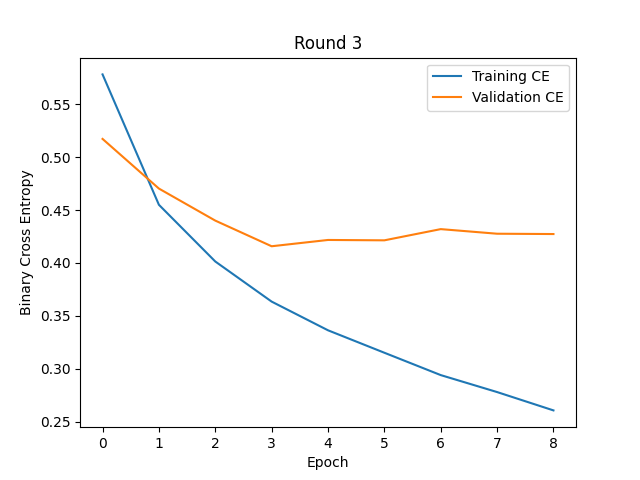 Round 3
Training CE
Validation CE
Binary Cross Entropy
0.55
0.50
0.45
0.40
0.35
0.30
0.25
0 1 2 3 4 5 6 7 8
Epoch